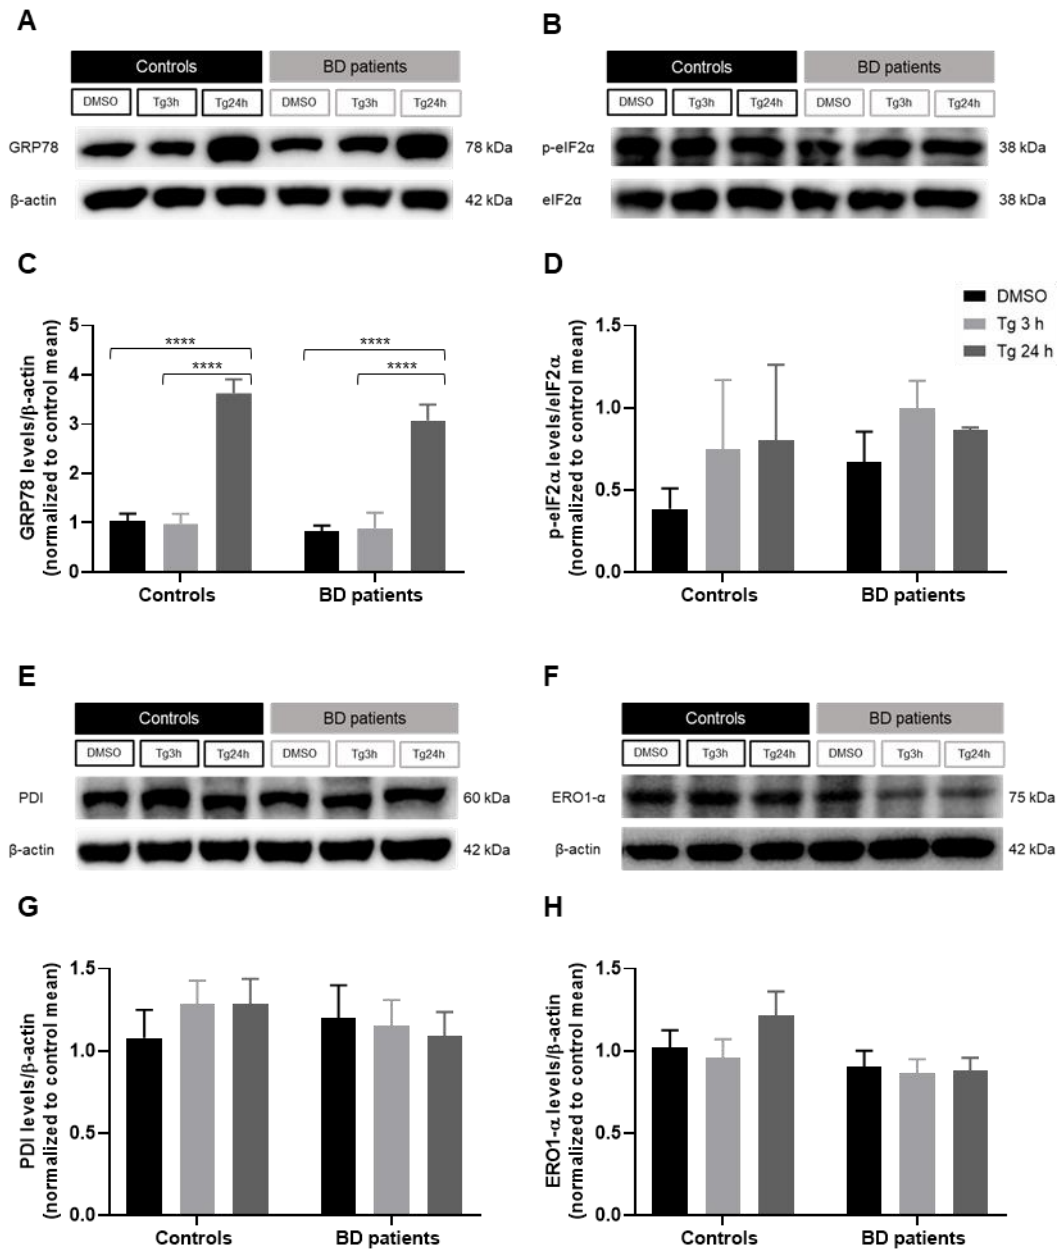 A
Controls BD patients
DMSO Tg3h Tg24h DMSO Tg3h Tg24h
GRP78 78 kDa
β-actin 42 kDa
B
Controls BD patients
DMSO Tg3h Tg24h DMSO Tg3h Tg24h
p-eIF2α 38 kDa
eIF2α 38 kDa
C
GRP78 levels/β-actin
(normalized to control mean)
5
4
3
2
1
0
**** ****
**** ****
Controls BD patients
D
DMSO
Tg 3 h
Tg 24 h
p-eIF2α levels/eIF2α
(normalized to control mean)
1.5
1.0
0.5
0.0
Controls BD patients
E
Controls BD patients
DMSO Tg3h Tg24h DMSO Tg3h Tg24h
PDI 60 kDa
β-actin 42 kDa
F
Controls BD patients
DMSO Tg3h Tg24h DMSO Tg3h Tg24h
ERO1-α 75 kDa
β-actin 42 kDa
G
PDI levels/β-actin
(normalized to control mean)
1.5
1.0
0.5
0.0
Controls BD patients
H
ERO1-α levels/β-actin
(normalized to control mean)
1.5
1.0
0.5
0.0
Controls BD patients